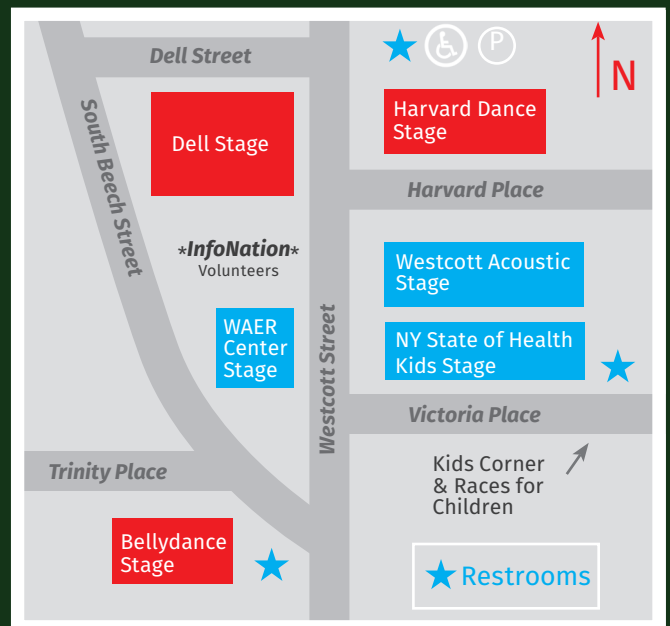 Dell Street
P
N
Harvard Dance
Stage
Dell Stage
South Beech Street
Harvard Place
*InfoNation*
Volunteers
Westcott Acoustic
Stage
WAER
Center
Stage
NY State of Health
Kids Stage
Westcott Street
Victoria Place
Trinity Place
Kids Corner
& Races for
Children
Bellydance
Stage
Restrooms